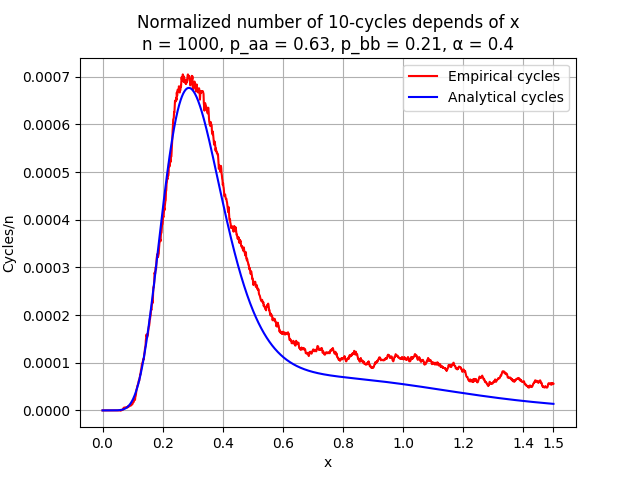 Normalized number of 10-cycles depends of x
n = 1000, p_aa = 0.63, p_bb = 0.21, α = 0.4
Empirical cycles
Analytical cycles
0.0007
0.0006
0.0005
0.0004
0.0003
0.0002
0.0001
0.0000
Cycles/n
0.0 0.2 0.4 0.6 0.8 1.0 1.2 1.4 1.5
x